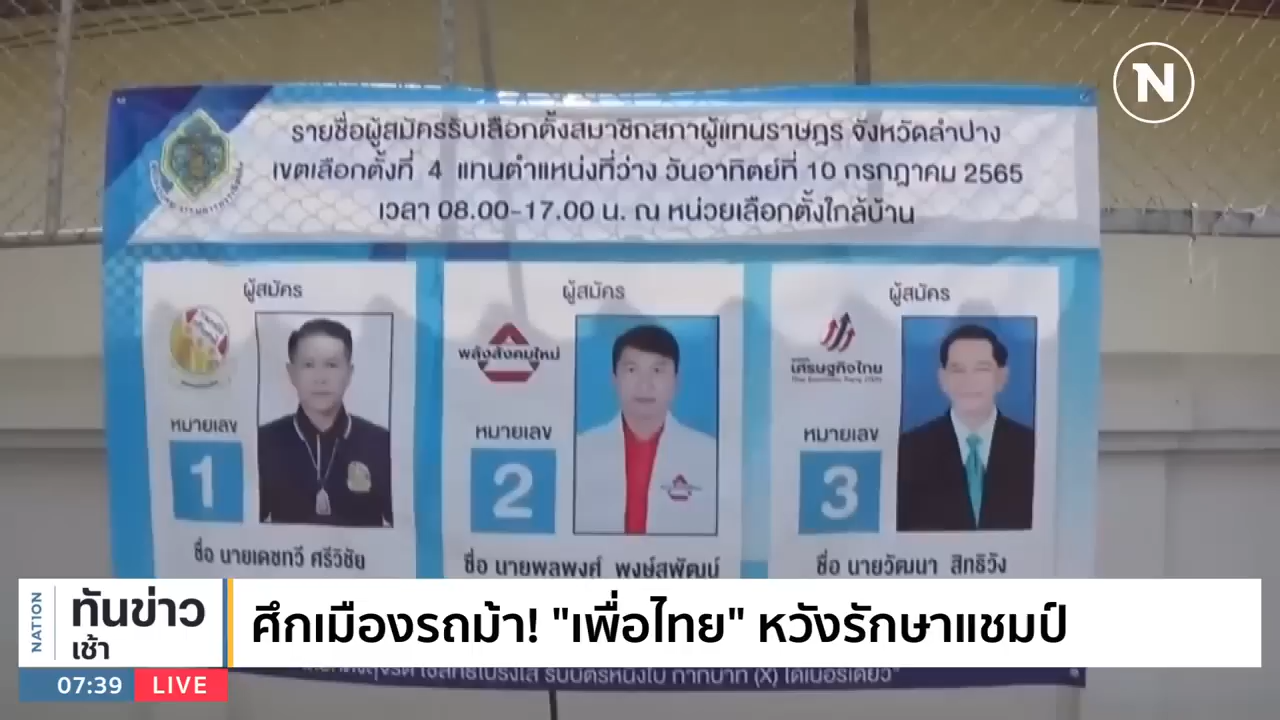 N
รายชื่อผู้สมัครรับเลือกตั้งสมาชิกสภาผู้แทนราษฎร จังหวัดลำปาง
เขตเลือกตั้งที่ 4 แทนตำแหน่งที่ว่าง วันอาทิตย์ที่ 10 กรกฎาคม 2565
เวลา 08.00-17.00 น. ณ หน่วยเลือกตั้งใกล้บ้าน
ผู้สมัคร
หมายเลข
1
ชื่อ นายเดชทวี ศรีวิชัย
ผู้สมัคร
พลังสังคมใหม่
หมายเลข
2
ชื่อ นายพลพงศ์ พงษ์สุพัฒน์
ผู้สมัคร
เศรษฐกิจไทย
หมายเลข
3
ชื่อ นายวัฒนา สิทธิวัง
NATION
ทันข่าว
เช้า
07:39 LIVE
ศึกเมืองรถม้า! "เพื่อไทย" หวังรักษาแชมป์
(X) ได้เบอร์เดียว"